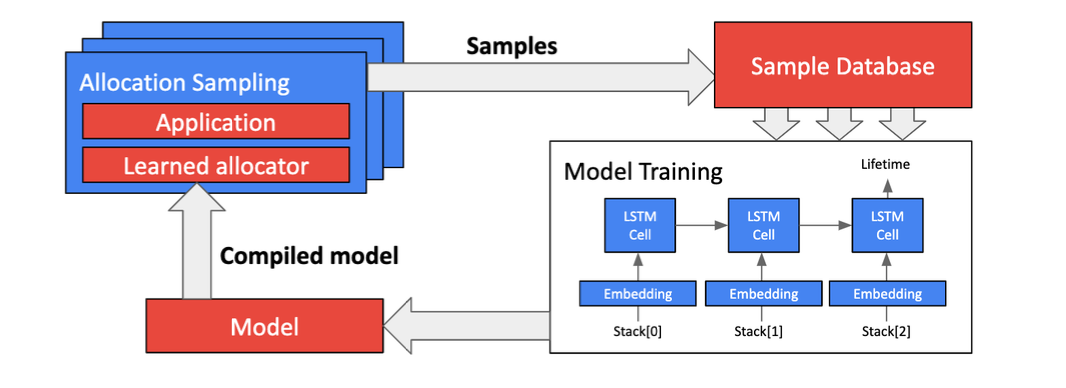 Samples
Sample Database
Allocation Sampling
Application
Learned allocator
Model Training
Lifetime
LSTM
Cell
LSTM
Cell
LSTM
Cell
Embedding
Embedding
Embedding
Stack[0]
Stack[1]
Stack[2]
Compiled model
Model